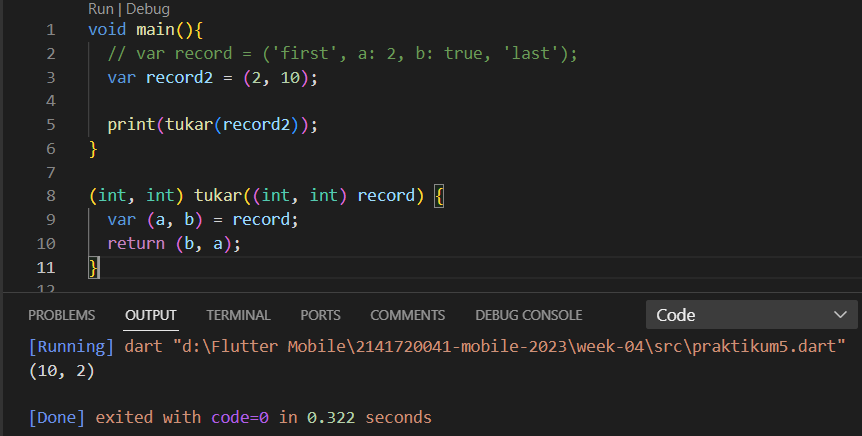 Run | Debug
1 void main(){
2 // var record = ('first', a: 2, b: true, 'last');
3 var record2 = (2, 10);
4
5 print(tukar(record2));
6 }
7
8 (int, int) tukar((int, int) record) {
9 var (a, b) = record;
10 return (b, a);
11 }
12
PROBLEMS OUTPUT TERMINAL PORTS COMMENTS DEBUG CONSOLE Code
[Running] dart "d:\Flutter Mobile\2141720041-mobile-2023\week-04\src\praktikum5.dart"
(10, 2)
[Done] exited with code=0 in 0.322 seconds